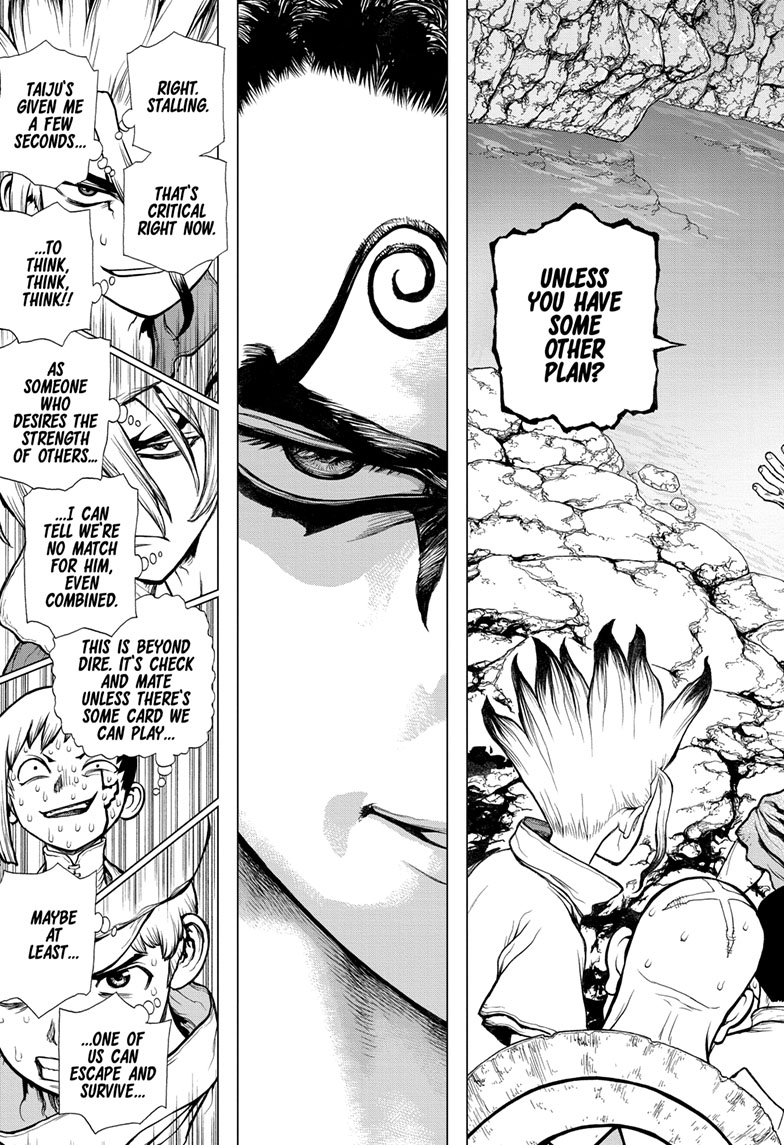 UNLESS
YOU HAVE
SOME
OTHER
PLAN?
RIGHT.
STALLING.
TAIJU'S
GIVEN ME
A FEW
SECONDS...
THAT'S
CRITICAL
RIGHT NOW.
...TO
THINK,
THINK,
THINK!!
AS
SOMEONE
WHO
DESIRES THE
STRENGTH
OF OTHERS...
...I CAN
TELL WE'RE
NO MATCH
FOR HIM,
EVEN
COMBINED.
THIS IS BEYOND
DIRE. IT'S CHECK
AND MATE
UNLESS THERE'S
SOME CARD WE
CAN PLAY...
MAYBE
AT
LEAST...
...ONE OF
US CAN
ESCAPE AND
SURVIVE...